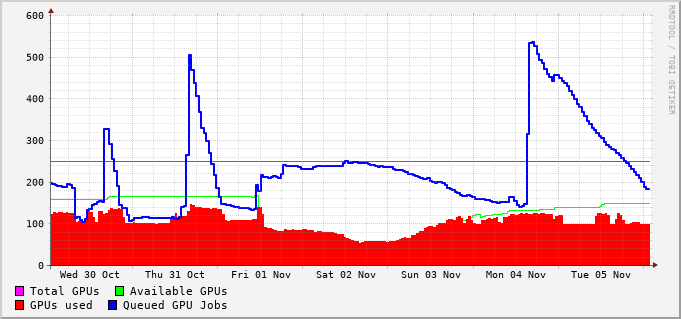 RRDTOOL / TOBI OETIKER
600
500
400
300
200
100
0
Wed 30 Oct Thu 31 Oct Fri 01 Nov Sat 02 Nov Sun 03 Nov Mon 04 Nov Tue 05 Nov
Total GPUs Available GPUs
GPUs used Queued GPU Jobs